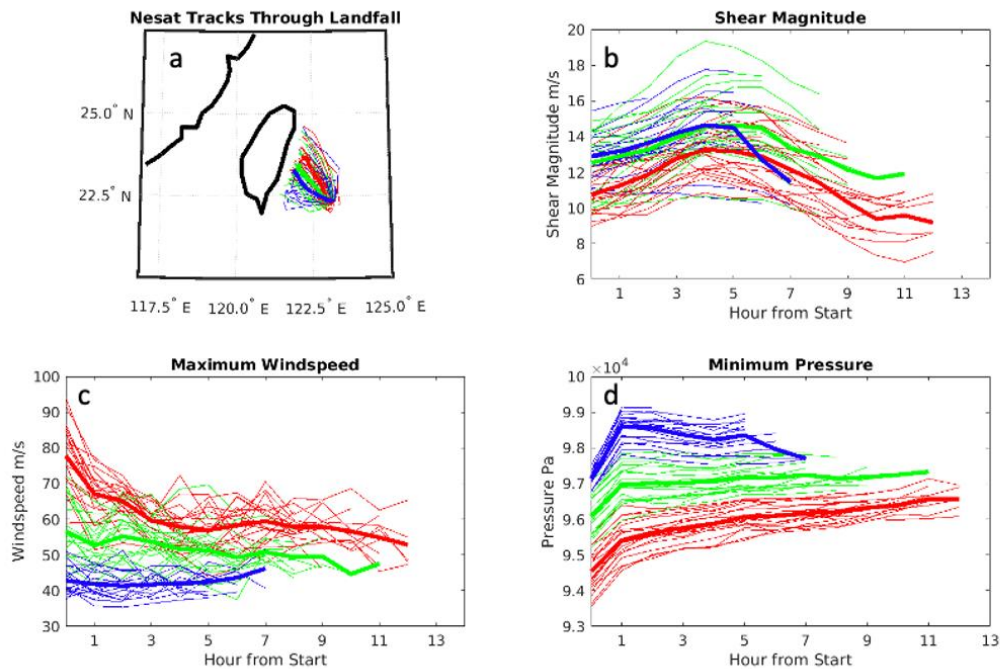 Nesat Tracks Through Landfall
a
25.0° N
22.5° N
117.5° E 120.0° E 122.5° E 125.0° E
Shear Magnitude
b
Shear Magnitude m/s
20
18
16
14
12
10
8
6
1 3 5 7 9 11 13
Hour from Start
Maximum Windspeed
c
Windspeed m/s
100
90
80
70
60
50
40
30
1 3 5 7 9 11 13
Hour from Start
Minimum Pressure
×10⁴
d
Pressure Pa
10
9.9
9.8
9.7
9.6
9.5
9.4
9.3
1 3 5 7 9 11 13
Hour from Start